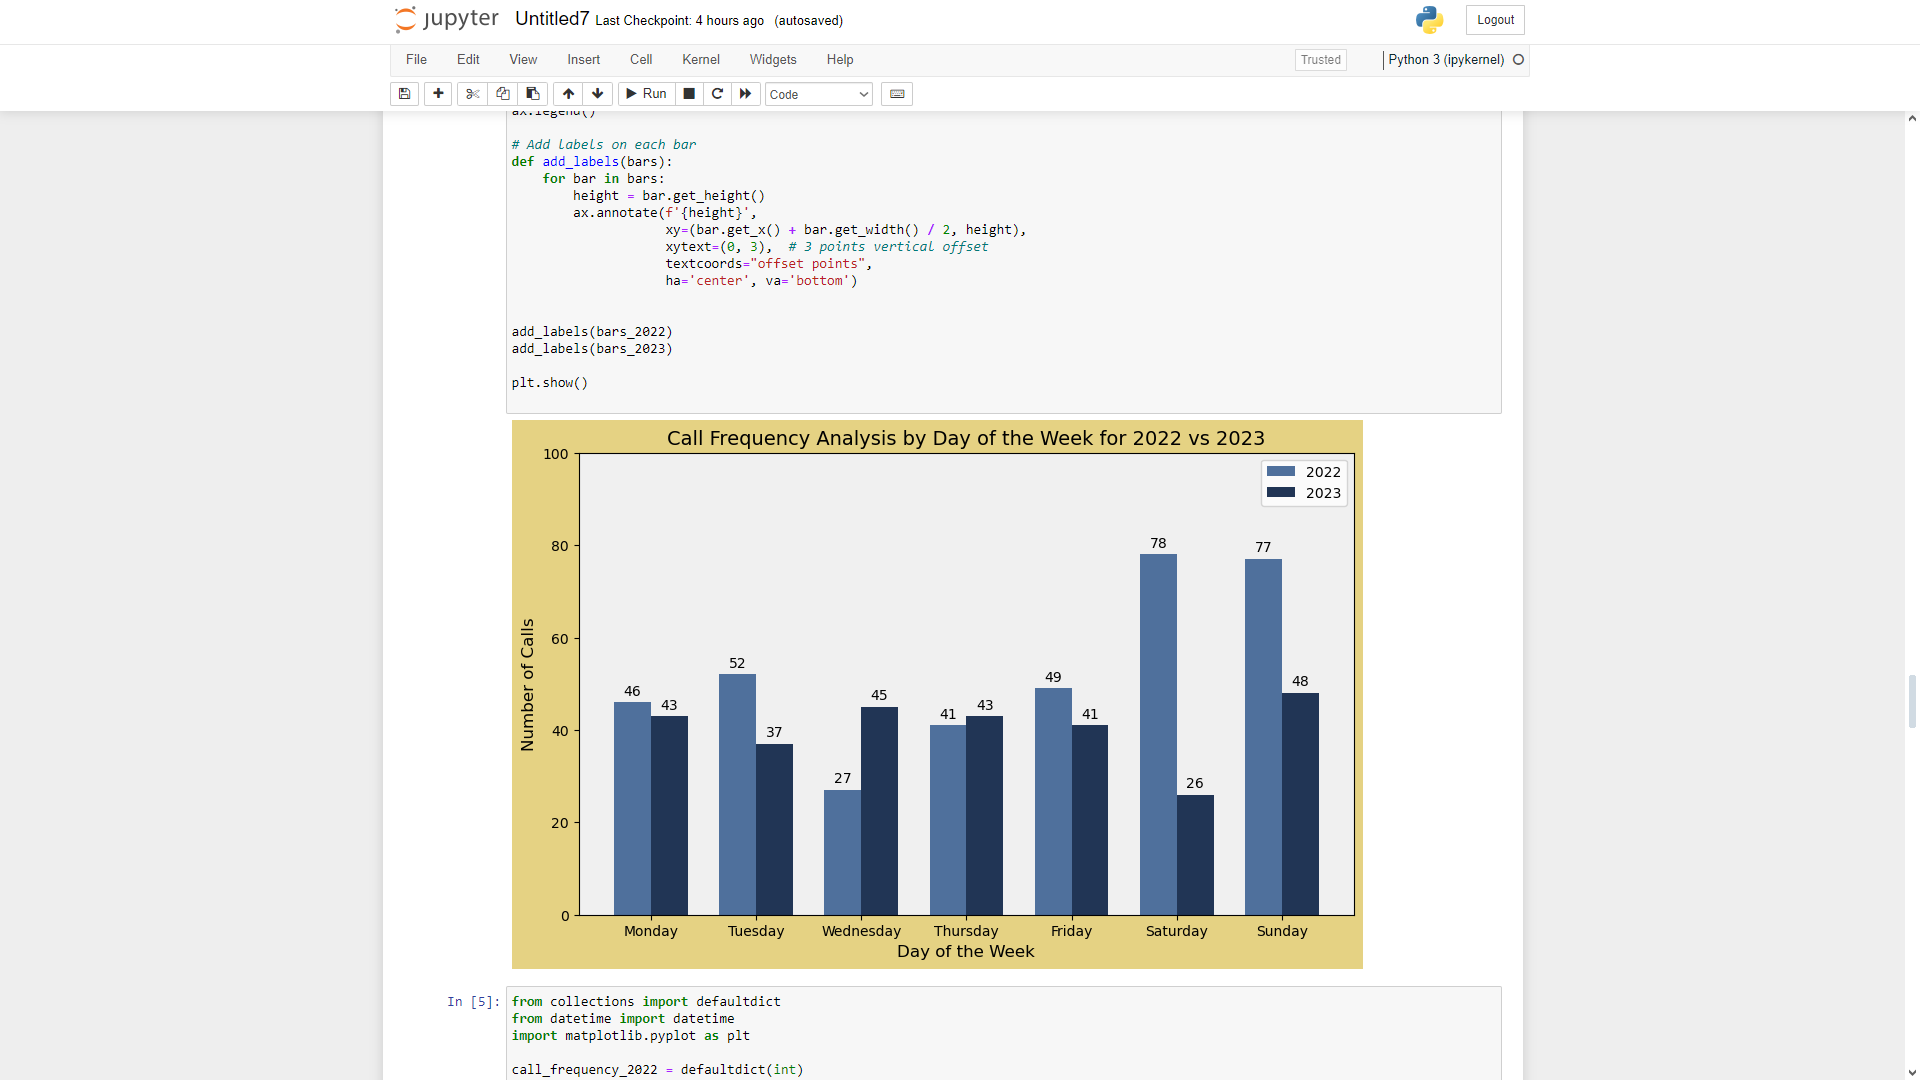 jupyter Untitled7 Last Checkpoint: 4 hours ago (autosaved)
Logout
File Edit View Insert Cell Kernel Widgets Help
Trusted
Python 3 (ipykernel)
Run
Code
ax.legend()
# Add labels on each bar
def add_labels(bars):
    for bar in bars:
        height = bar.get_height()
        ax.annotate(f'{height}',
                    xy=(bar.get_x() + bar.get_width() / 2, height),
                    xytext=(0, 3),  # 3 points vertical offset
                    textcoords="offset points",
                    ha='center', va='bottom')
add_labels(bars_2022)
add_labels(bars_2023)
plt.show()
Call Frequency Analysis by Day of the Week for 2022 vs 2023
100
80
60
40
20
0
Number of Calls
2022
2023
46 43
52 37
27 45
41 43
49 41
78 26
77 48
Monday Tuesday Wednesday Thursday Friday Saturday Sunday
Day of the Week
In [5]:
from collections import defaultdict
from datetime import datetime
import matplotlib.pyplot as plt
call_frequency_2022 = defaultdict(int)